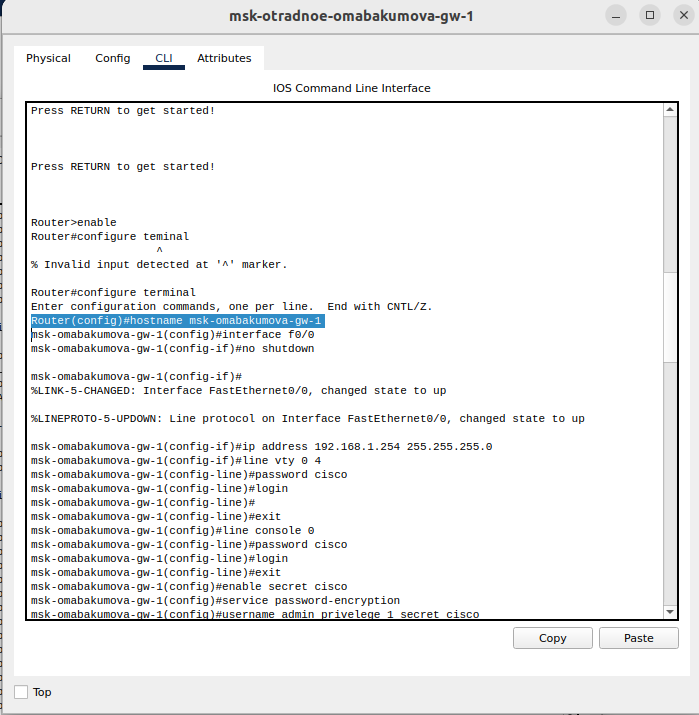 msk-otradnoe-omabakumova-gw-1
Physical Config CLI Attributes
IOS Command Line Interface
Press RETURN to get started!
Press RETURN to get started!
Router>enable
Router#configure teminal
^
% Invalid input detected at '^' marker.
Router#configure terminal
Enter configuration commands, one per line.  End with CNTL/Z.
Router(config)#hostname msk-omabakumova-gw-1
msk-omabakumova-gw-1(config)#interface f0/0
msk-omabakumova-gw-1(config-if)#no shutdown
msk-omabakumova-gw-1(config-if)#
%LINK-5-CHANGED: Interface FastEthernet0/0, changed state to up
%LINEPROTO-5-UPDOWN: Line protocol on Interface FastEthernet0/0, changed state to up
msk-omabakumova-gw-1(config-if)#ip address 192.168.1.254 255.255.255.0
msk-omabakumova-gw-1(config-if)#line vty 0 4
msk-omabakumova-gw-1(config-line)#password cisco
msk-omabakumova-gw-1(config-line)#login
msk-omabakumova-gw-1(config-line)#
msk-omabakumova-gw-1(config-line)#exit
msk-omabakumova-gw-1(config)#line console 0
msk-omabakumova-gw-1(config-line)#password cisco
msk-omabakumova-gw-1(config-line)#login
msk-omabakumova-gw-1(config-line)#exit
msk-omabakumova-gw-1(config)#enable secret cisco
msk-omabakumova-gw-1(config)#service password-encryption
msk-omabakumova-gw-1(config)#username admin privelege 1 secret cisco
Copy Paste
Top